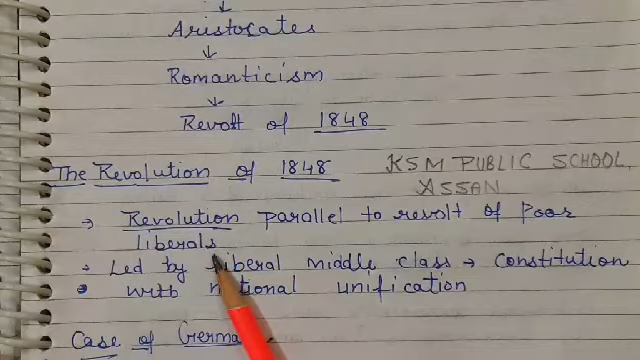 ↓
Aristocates
↓
Romanticism
↓
Revolt of 1848
The Revolution of 1848
KSM PUBLIC SCHOOL,
ASSAN
→ Revolution parallel to revolt of Poor
liberals
• Led by liberal middle class → Constitution
• with national unification
Case of Germa